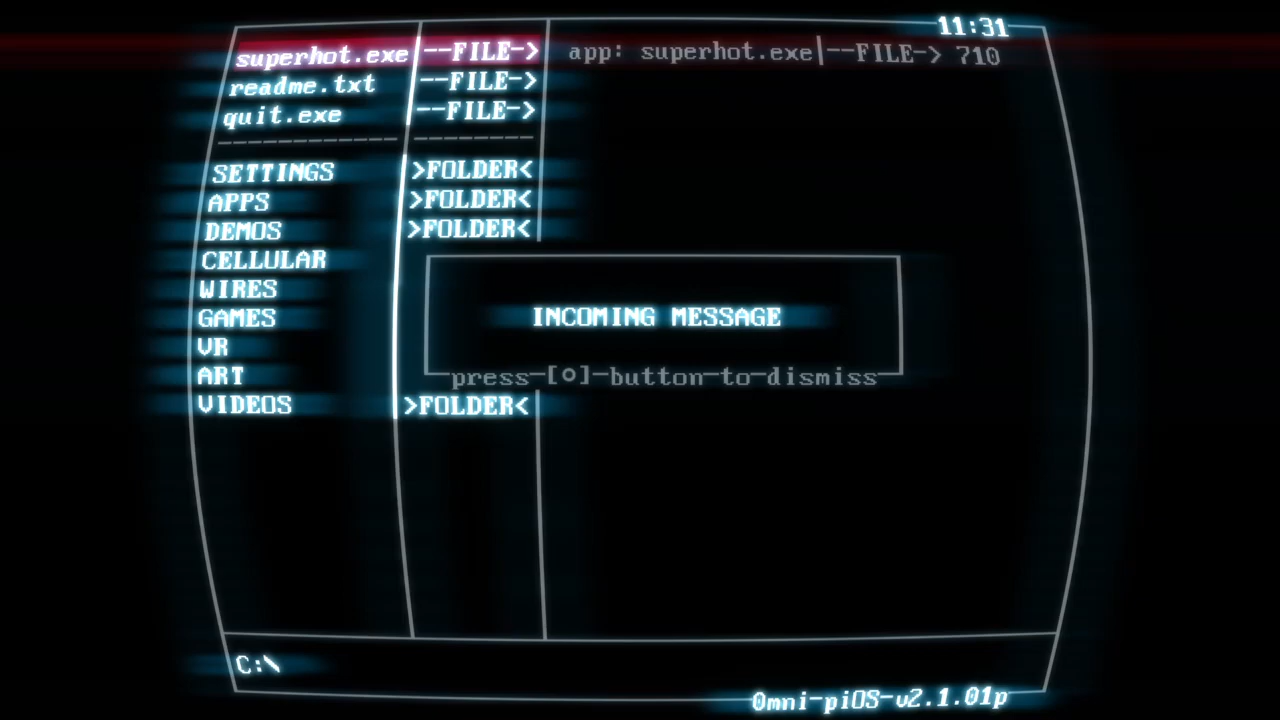 11:31
superhot.exe --FILE-> app: superhot.exe|--FILE-> 710
readme.txt --FILE->
quit.exe --FILE->
SETTINGS >FOLDER<
APPS >FOLDER<
DEMOS >FOLDER<
CELLULAR
WIRES
GAMES
VR
ART
VIDEOS >FOLDER<
INCOMING MESSAGE
press-[O]-button-to-dismiss
C:\
Omni-piOS-v2.1.01p